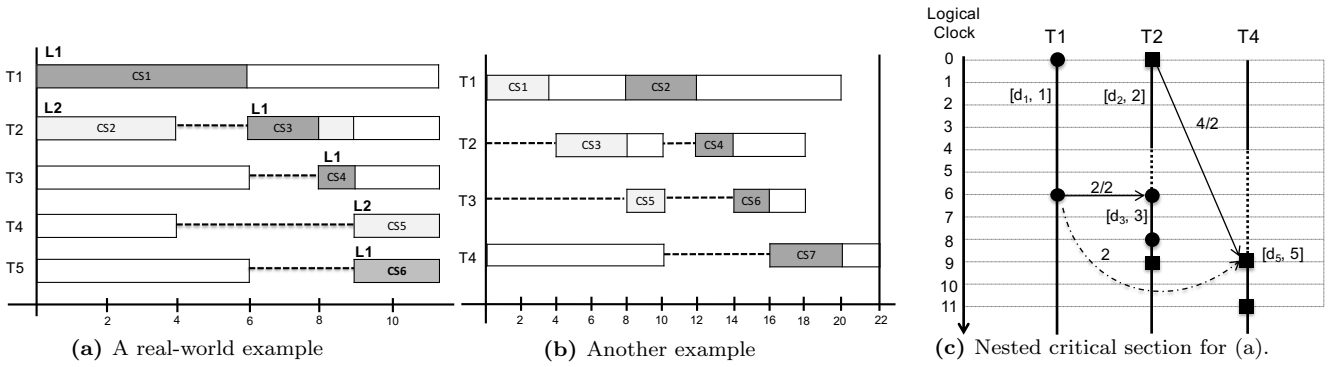 L1
T1
CS1
L2
L1
T2
CS2
CS3
L1
T3
CS4
L2
T4
CS5
L1
T5
CS6
2 4 6 8 10
(a) A real-world example
T1
CS1
CS2
T2
CS3
CS4
T3
CS5
CS6
T4
CS7
2 4 6 8 10 12 14 16 18 20 22
(b) Another example
Logical
Clock
T1 T2 T4
0
1
2
3
4
5
6
7
8
9
10
11
[d1, 1]
[d2, 2]
4/2
2/2
[d3, 3]
2
[d5, 5]
(c) Nested critical section for (a).